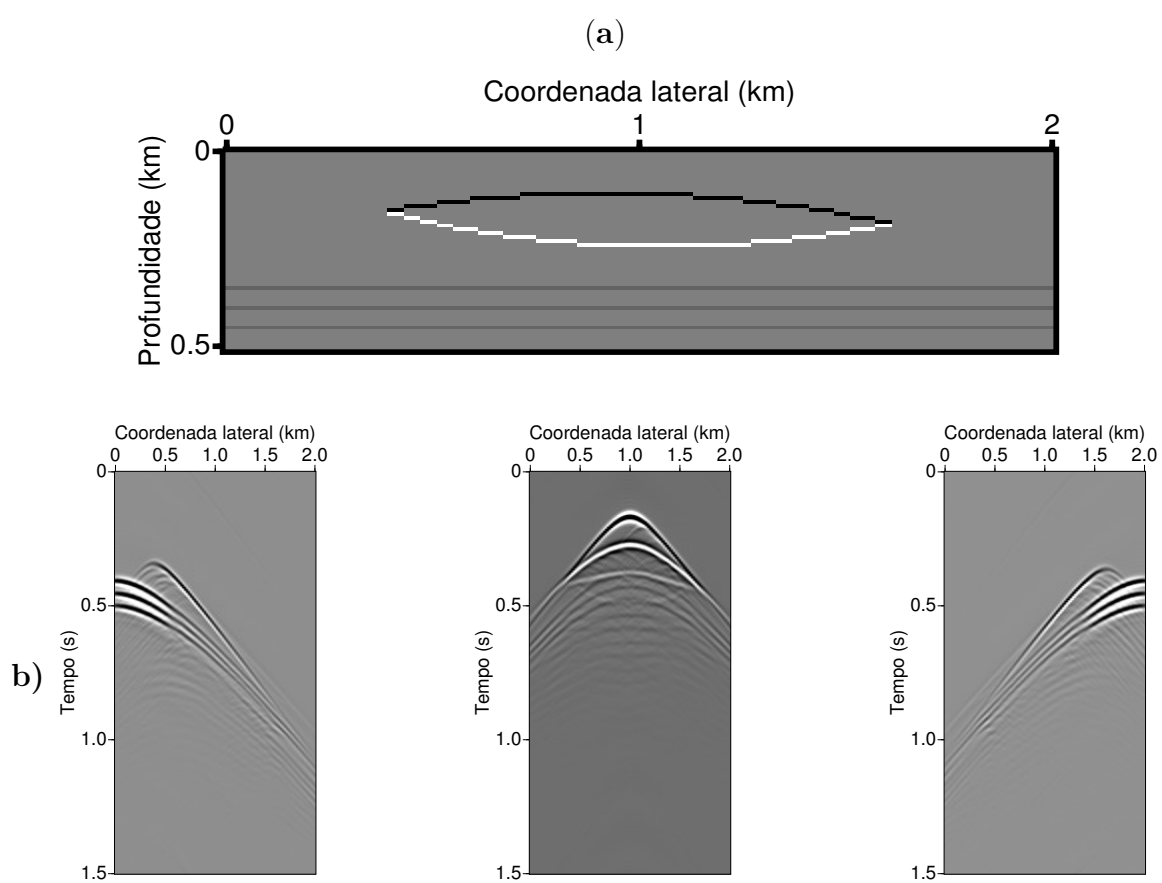 (a)
Coordenada lateral (km)
0 1 2
0
Profundidade (km)
0.5
Coordenada lateral (km) Coordenada lateral (km) Coordenada lateral (km)
0 0.5 1.0 1.5 2.0 0 0.5 1.0 1.5 2.0 0 0.5 1.0 1.5 2.0
0 0 0
0.5 0.5 0.5
b) Tempo (s) Tempo (s) Tempo (s)
1.0 1.0 1.0
1.5 1.5 1.5